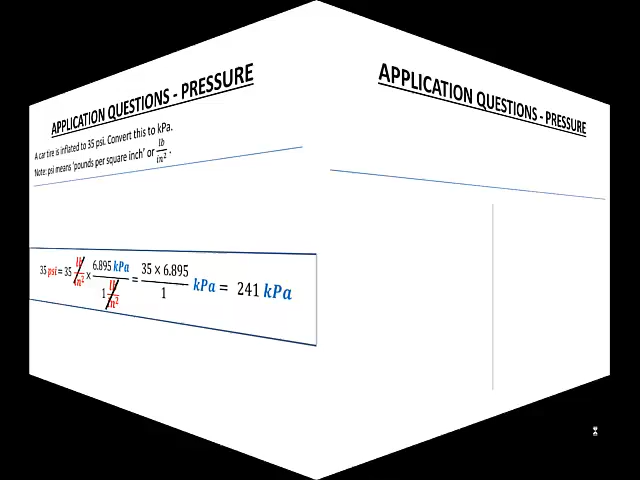 APPLICATION QUESTIONS - PRESSURE
A car tire is inflated to 35 psi. Convert this to kPa.
Note: psi means 'pounds per square inch' or lb/in².
35 psi = 35 lb/in² × 6.895 kPa / 1 lb/in² = 35 × 6.895 / 1 kPa = 241 kPa
APPLICATION QUESTIONS - PRESSURE